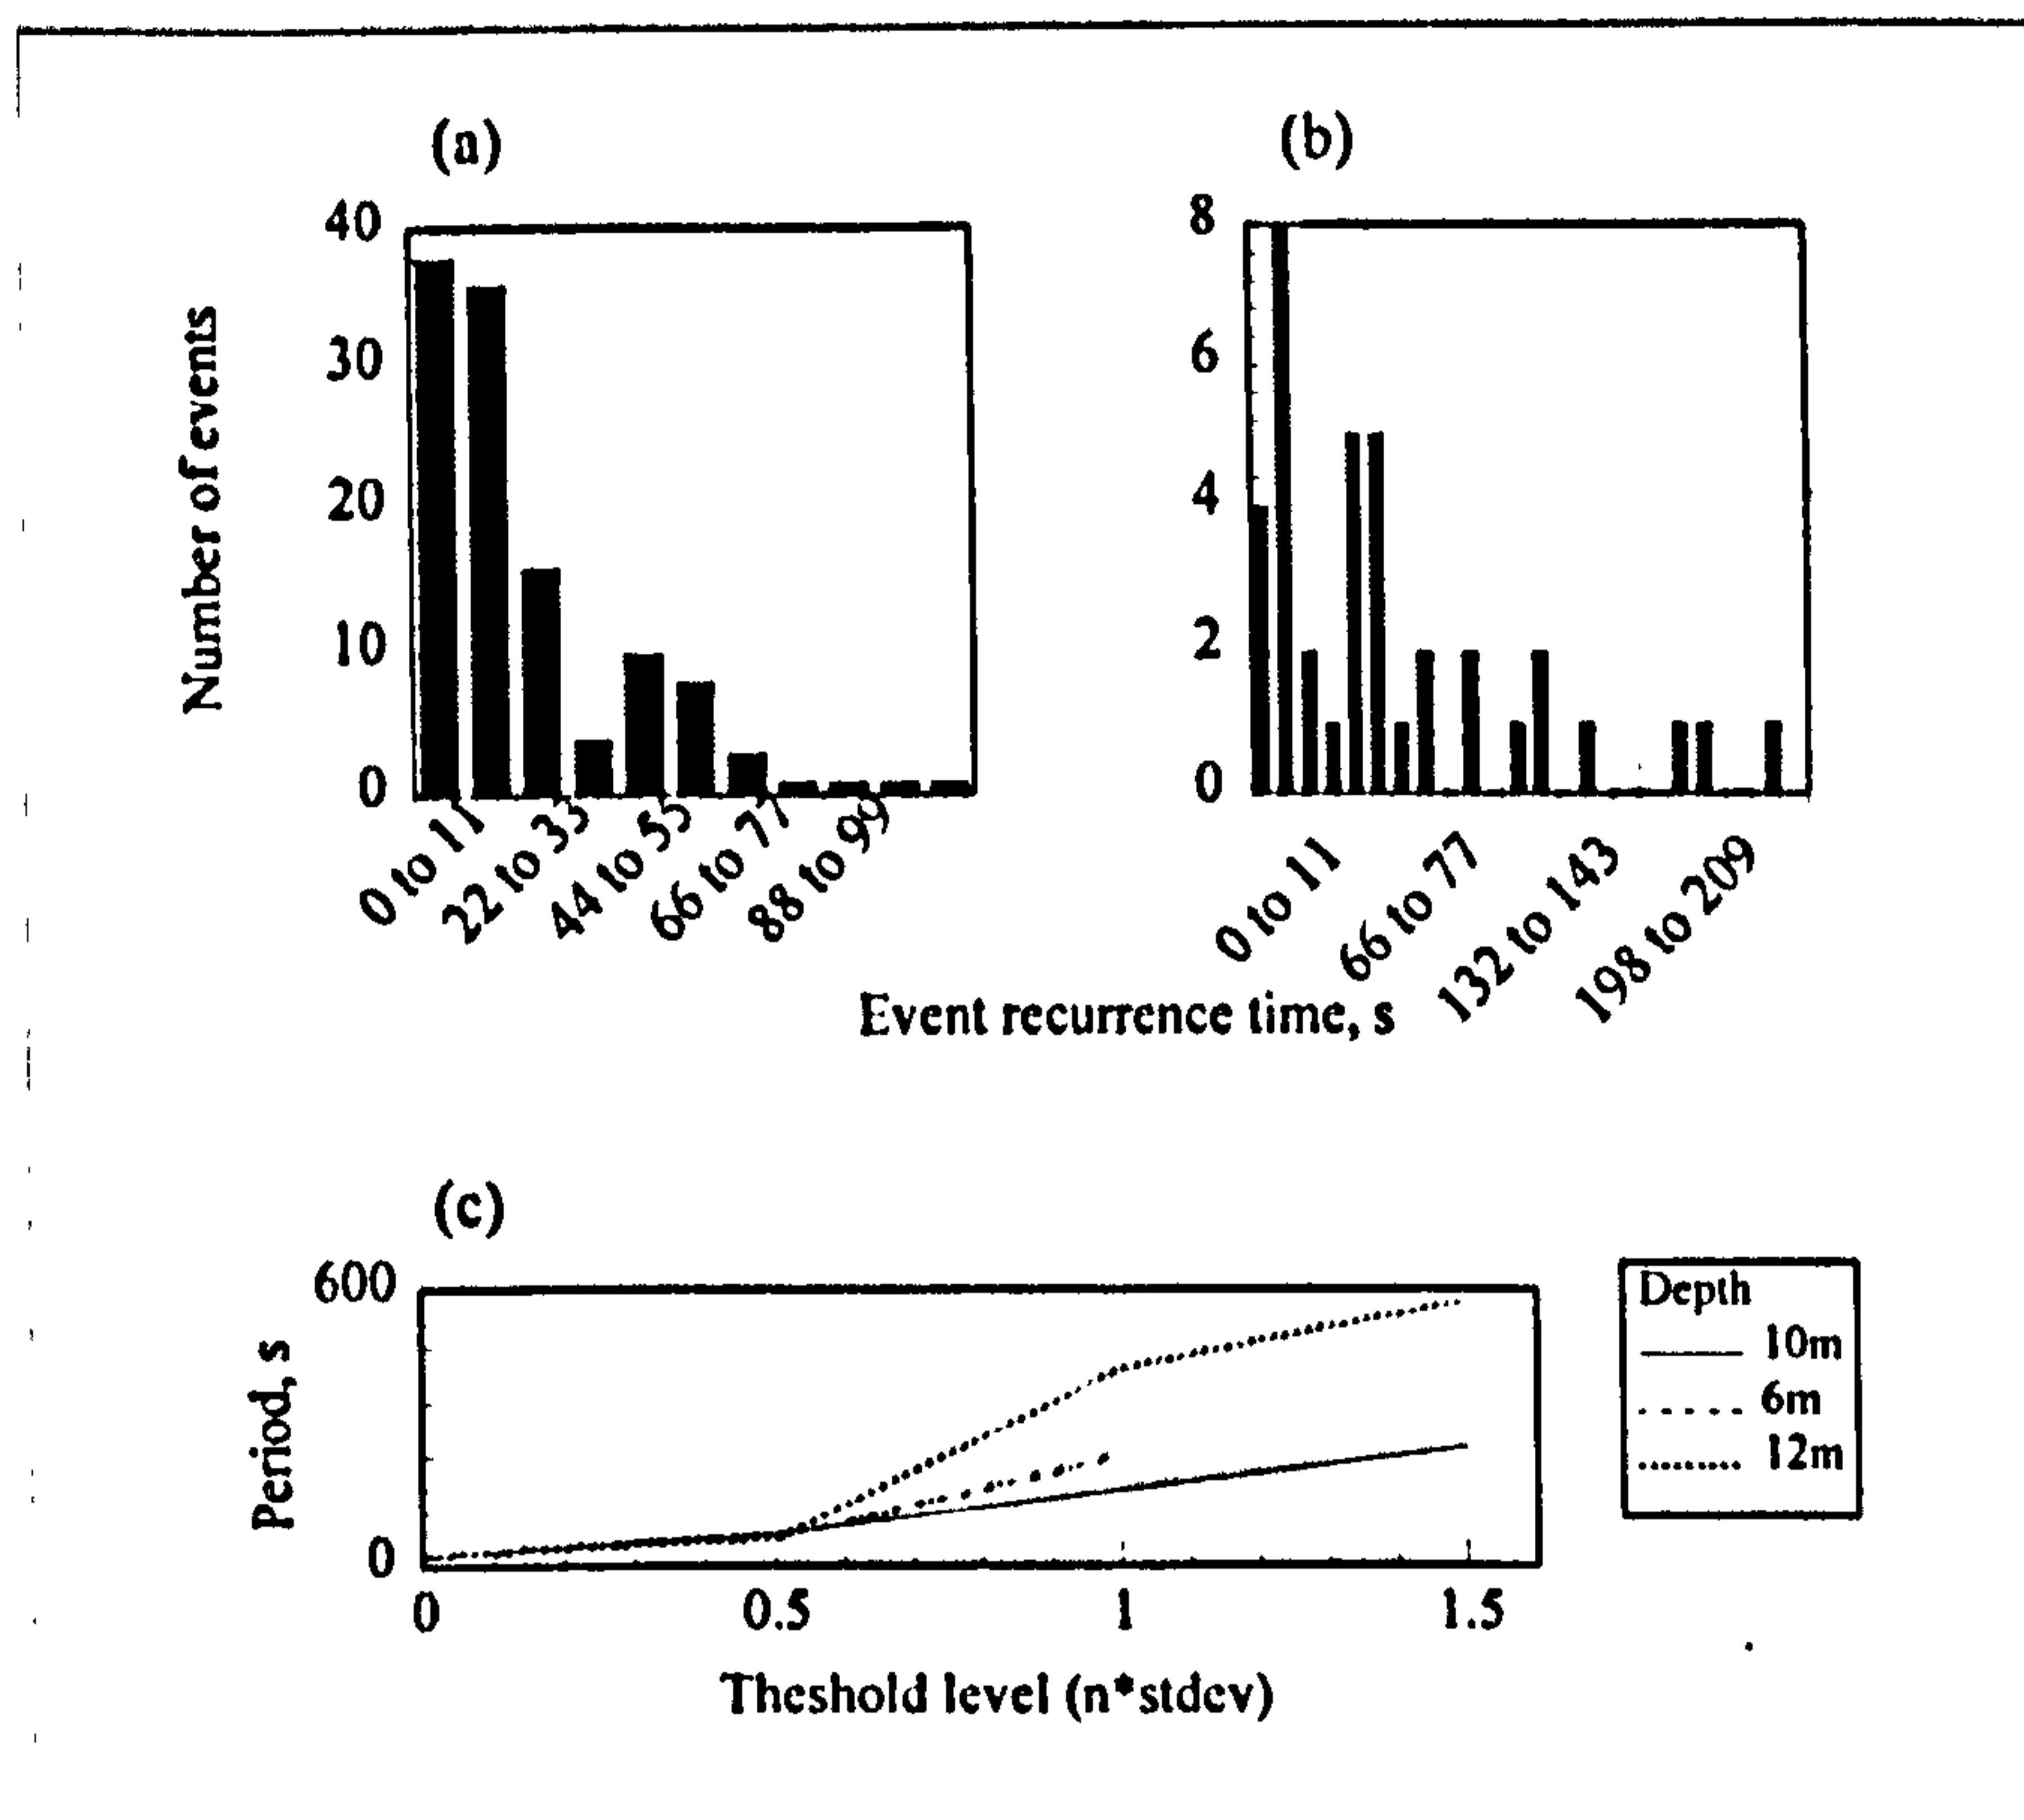 (a)
(b)
Number of events
40
30
20
10
0
0 to 11
22 to 33
44 to 55
66 to 77
88 to 99
8
6
4
2
0
0 to 11
66 to 77
132 to 143
198 to 209
Event recurrence time, s
(c)
Period, s
600
0
0
0.5
1
1.5
Theshold level (n*stdev)
Depth
10m
6m
12m